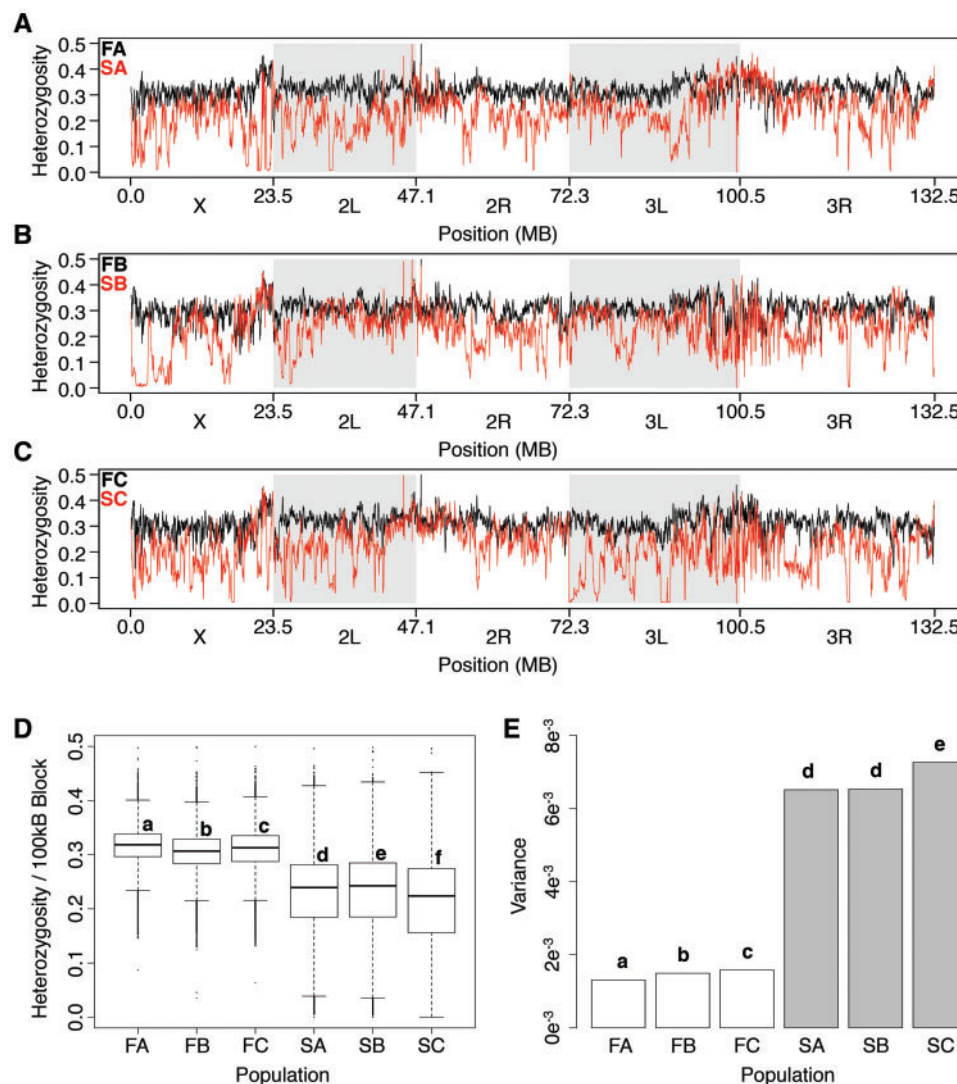 A
FA
SA
Heterozygosity
0.5
0.4
0.3
0.2
0.1
0.0
0.0 23.5 47.1 72.3 100.5 132.5
X 2L 2R 3L 3R
Position (MB)
B
FB
SB
Heterozygosity
0.5
0.4
0.3
0.2
0.1
0.0
0.0 23.5 47.1 72.3 100.5 132.5
X 2L 2R 3L 3R
Position (MB)
C
FC
SC
Heterozygosity
0.5
0.4
0.3
0.2
0.1
0.0
0.0 23.5 47.1 72.3 100.5 132.5
X 2L 2R 3L 3R
Position (MB)
D
Heterozygosity / 100kB Block
0.5
0.4
0.3
0.2
0.1
0.0
a b c d e f
FA FB FC SA SB SC
Population
E
Variance
8e-3
6e-3
4e-3
2e-3
0e-3
a b c d d e
FA FB FC SA SB SC
Population